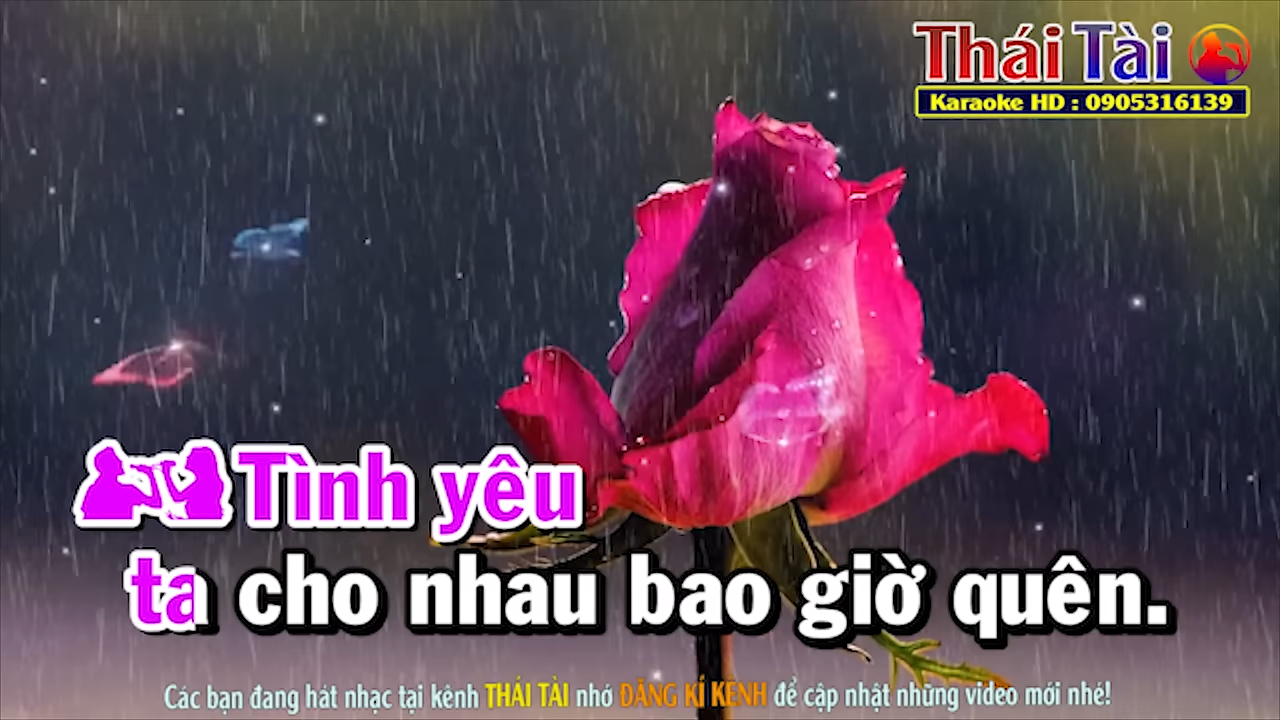 Thái Tài
Karaoke HD : 0905316139
Tình yêu
ta cho nhau bao giờ quên.
Các bạn đang hát nhạc tại kênh THÁI TÀI nhớ ĐĂNG KÍ KÊNH để cập nhật những video mới nhé!